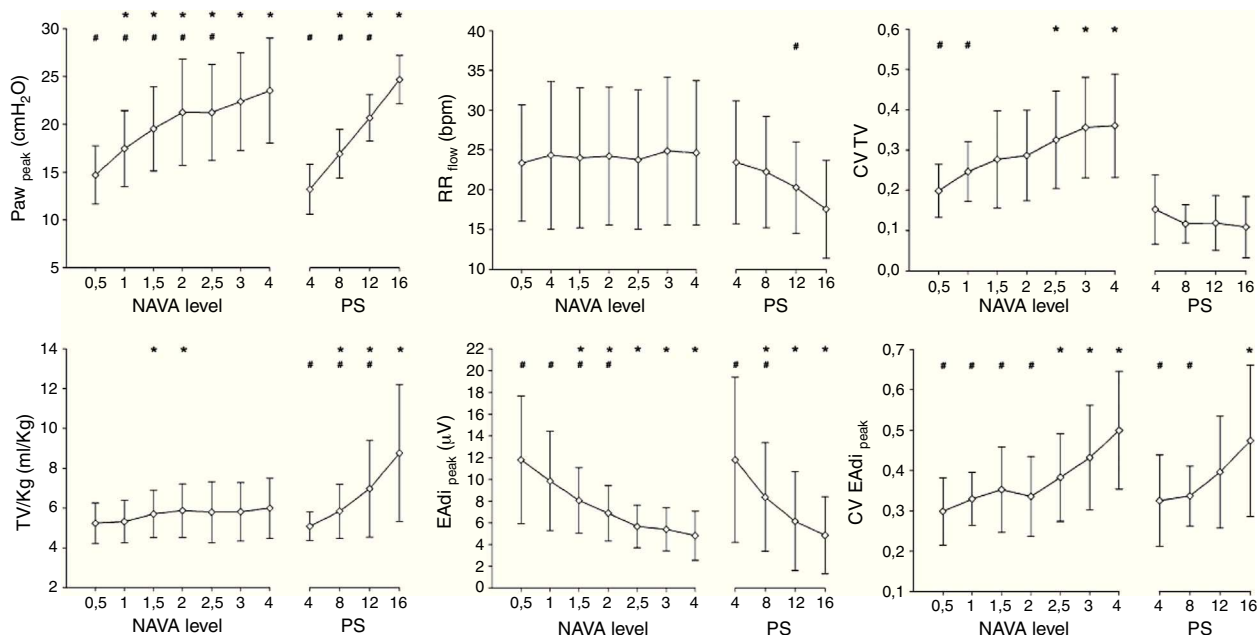 * * * * * * * * *
# # # # # # # #
30
25
20
15
10
5
Paw peak (cmH2O)
0,5 1 1,5 2 2,5 3 4 4 8 12 16
NAVA level PS
#
40
35
30
25
20
15
10
RR flow (bpm)
0,5 4 1,5 2 2,5 3 4 4 8 12 16
NAVA level PS
* * *
# #
0,6
0,5
0,4
0,3
0,2
0,1
0,0
CV TV
0,5 1 1,5 2 2,5 3 4 4 8 12 16
NAVA level PS
* * * * *
# # #
14
12
10
8
6
4
2
TV/Kg (ml/Kg)
0,5 1 1,5 2 2,5 3 4 4 8 12 16
NAVA level PS
* * * * * * * *
# # # # # #
22
20
18
16
14
12
10
8
6
4
2
0
EAdi peak (µV)
0,5 1 1,5 2 2,5 3 4 4 8 12 16
NAVA level PS
* * * *
# # # # # #
0,7
0,6
0,5
0,4
0,3
0,2
0,1
CV EAdi peak
0,5 1 1,5 2 2,5 3 4 4 8 12 16
NAVA level PS